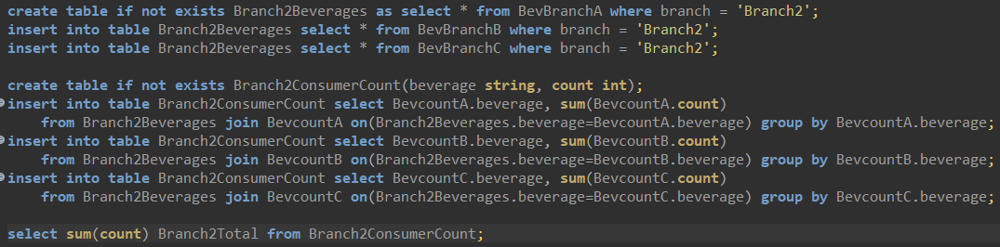 create table if not exists Branch2Beverages as select * from BevBranchA where branch = 'Branch2';
insert into table Branch2Beverages select * from BevBranchB where branch = 'Branch2';
insert into table Branch2Beverages select * from BevBranchC where branch = 'Branch2';
create table if not exists Branch2ConsumerCount(beverage string, count int);
insert into table Branch2ConsumerCount select BevcountA.beverage, sum(BevcountA.count)
from Branch2Beverages join BevcountA on(Branch2Beverages.beverage=BevcountA.beverage) group by BevcountA.beverage;
insert into table Branch2ConsumerCount select BevcountB.beverage, sum(BevcountB.count)
from Branch2Beverages join BevcountB on(Branch2Beverages.beverage=BevcountB.beverage) group by BevcountB.beverage;
insert into table Branch2ConsumerCount select BevcountC.beverage, sum(BevcountC.count)
from Branch2Beverages join BevcountC on(Branch2Beverages.beverage=BevcountC.beverage) group by BevcountC.beverage;
select sum(count) Branch2Total from Branch2ConsumerCount;